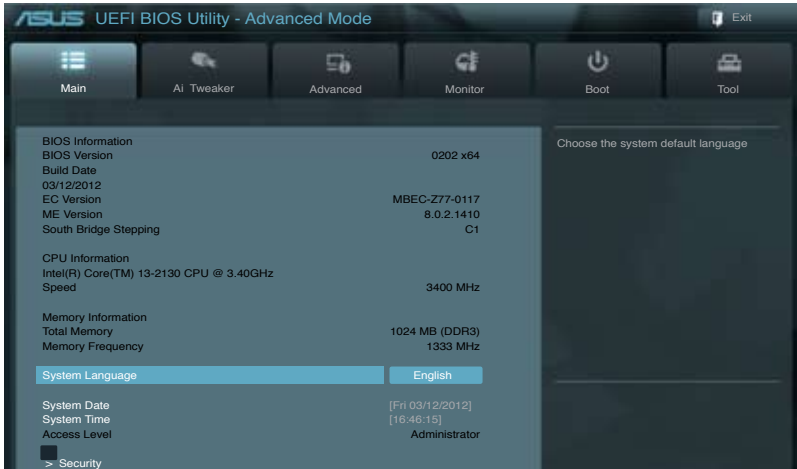 ASUS UEFI BIOS Utility - Advanced Mode Exit
Main Ai Tweaker Advanced Monitor Boot Tool
BIOS Information
BIOS Version 0202 x64
Build Date
03/12/2012
EC Version MBEC-Z77-0117
ME Version 8.0.2.1410
South Bridge Stepping C1
CPU Information
Intel(R) Core(TM) 13-2130 CPU @ 3.40GHz
Speed 3400 MHz
Memory Information
Total Memory 1024 MB (DDR3)
Memory Frequency 1333 MHz
System Language English
System Date [Fri 03/12/2012]
System Time [16:46:15]
Access Level Administrator
> Security
Choose the system default language